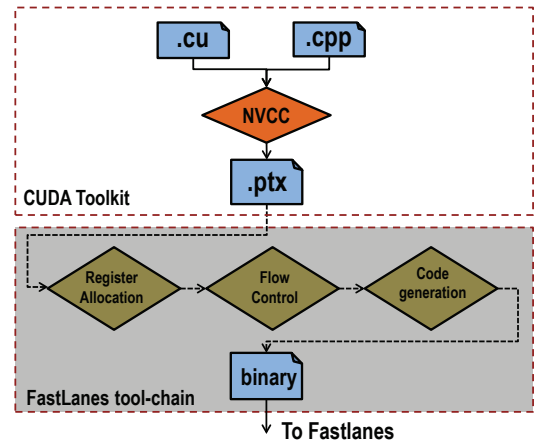 .cu
.cpp
NVCC
.ptx
CUDA Toolkit
Register
Allocation
Flow
Control
Code
generation
binary
FastLanes tool-chain
To Fastlanes